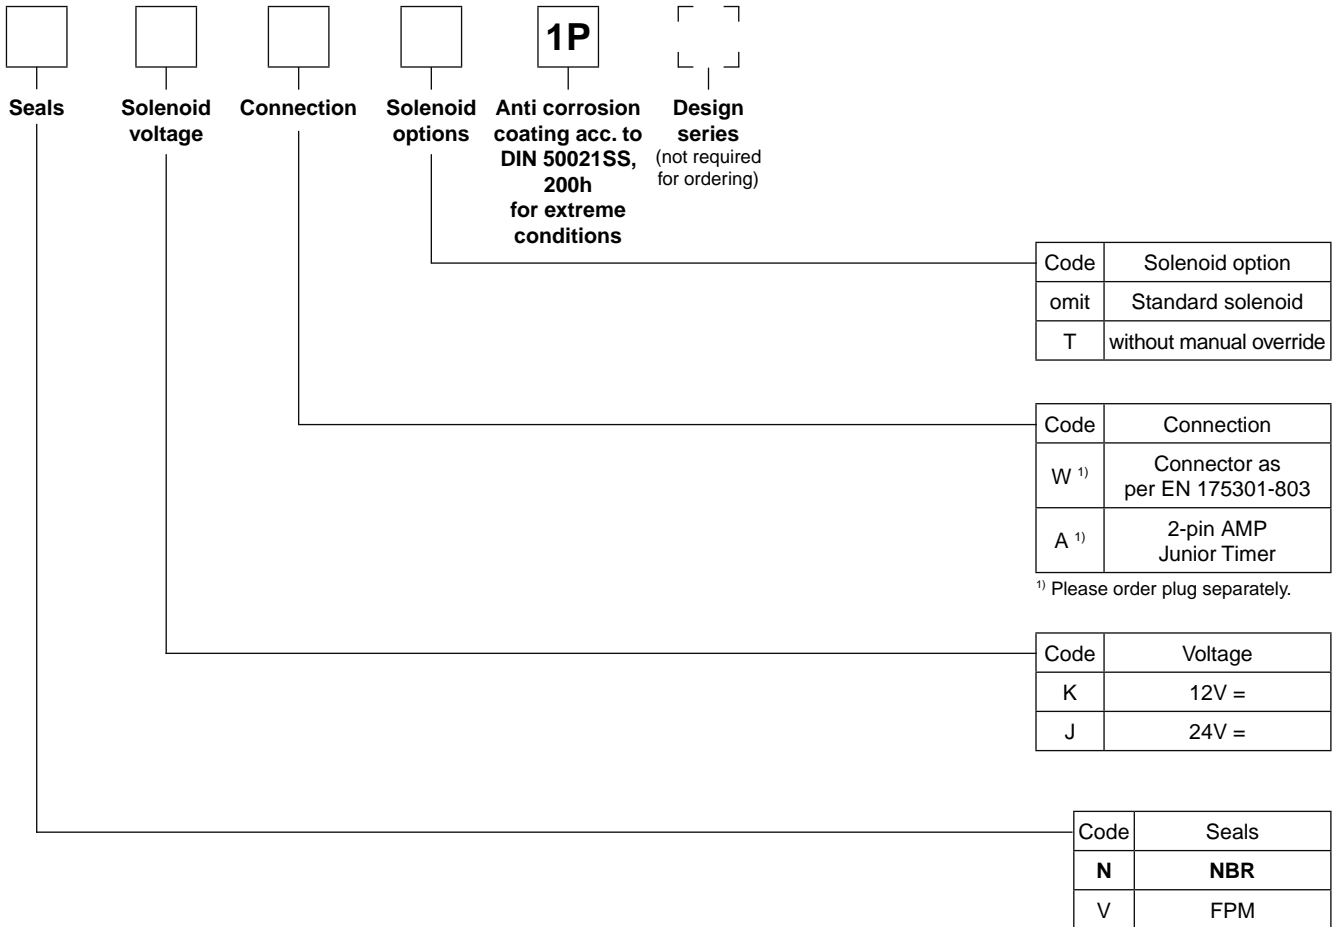 1P
Seals
Solenoid
voltage
Connection
Solenoid
options
Anti corrosion
coating acc. to
DIN 50021SS,
200h
for extreme
conditions
Design
series
(not required
for ordering)
Code Solenoid option
omit Standard solenoid
T without manual override
Code Connection
W 1) Connector as
per EN 175301-803
A 1) 2-pin AMP
Junior Timer
1) Please order plug separately.
Code Voltage
K 12V =
J 24V =
Code Seals
N NBR
V FPM